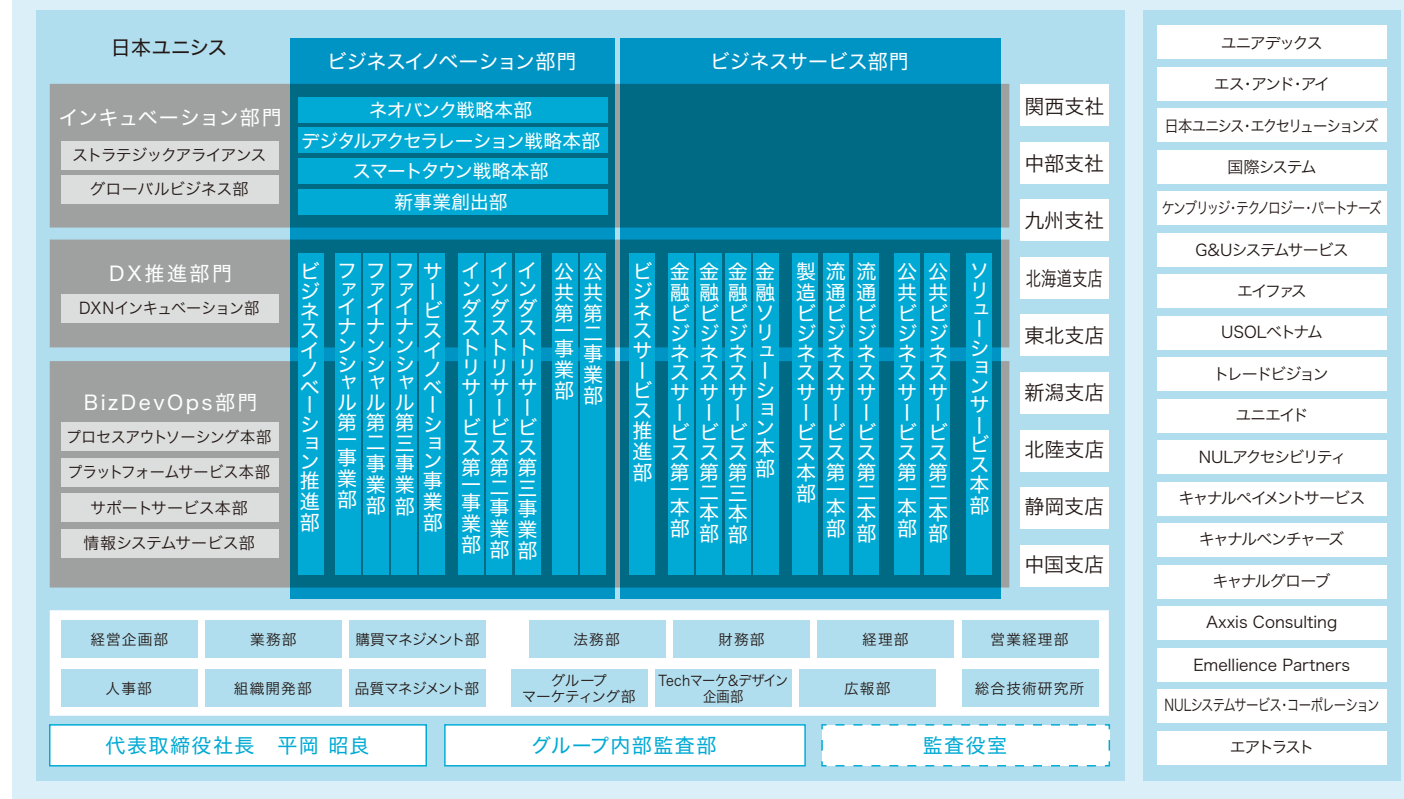 日本ユニシス
ビジネスイノベーション部門
ビジネスサービス部門
インキュベーション部門
ストラテジックアライアンス
グローバルビジネス部
ネオバンク戦略本部
デジタルアクセラレーション戦略本部
スマートタウン戦略本部
新事業創出部
DX推進部門
DXNインキュベーション部
BizDevOps部門
プロセスアウトソーシング本部
プラットフォームサービス本部
サポートサービス本部
情報システムサービス部
ビジネスイノベーション推進部
ファイナンシャル第一事業部
ファイナンシャル第二事業部
ファイナンシャル第三事業部
サービスイノベーション事業部
インダストリサービス第一事業部
インダストリサービス第二事業部
インダストリサービス第三事業部
公共第一事業部
公共第二事業部
ビジネスサービス推進部
金融ビジネスサービス第一本部
金融ビジネスサービス第二本部
金融ビジネスサービス第三本部
金融ソリューション本部
製造ビジネスサービス本部
流通ビジネスサービス第一本部
流通ビジネスサービス第二本部
公共ビジネスサービス第一本部
公共ビジネスサービス第二本部
ソリューションサービス本部
関西支社
中部支社
九州支社
北海道支店
東北支店
新潟支店
北陸支店
静岡支店
中国支店
経営企画部
業務部
購買マネジメント部
法務部
財務部
経理部
営業経理部
人事部
組織開発部
品質マネジメント部
グループ
マーケティング部
Techマーケ&デザイン
企画部
広報部
総合技術研究所
代表取締役社長　平岡 昭良
グループ内部監査部
監査役室
ユニアデックス
エス・アンド・アイ
日本ユニシス・エクセリューションズ
国際システム
ケンブリッジ・テクノロジー・パートナーズ
G&Uシステムサービス
エイファス
USOLベトナム
トレードビジョン
ユニエイド
NULアクセシビリティ
キャナルペイメントサービス
キャナルベンチャーズ
キャナルグローブ
Axxis Consulting
Emellience Partners
NULシステムサービス・コーポレーション
エアトラスト